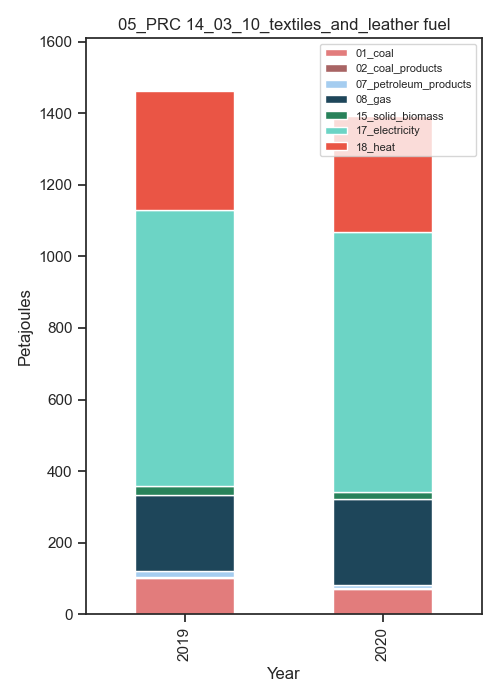 05_PRC 14_03_10_textiles_and_leather fuel
1600
1400
1200
1000
800
600
400
200
0
Petajoules
01_coal
02_coal_products
07_petroleum_products
08_gas
15_solid_biomass
17_electricity
18_heat
2019
2020
Year